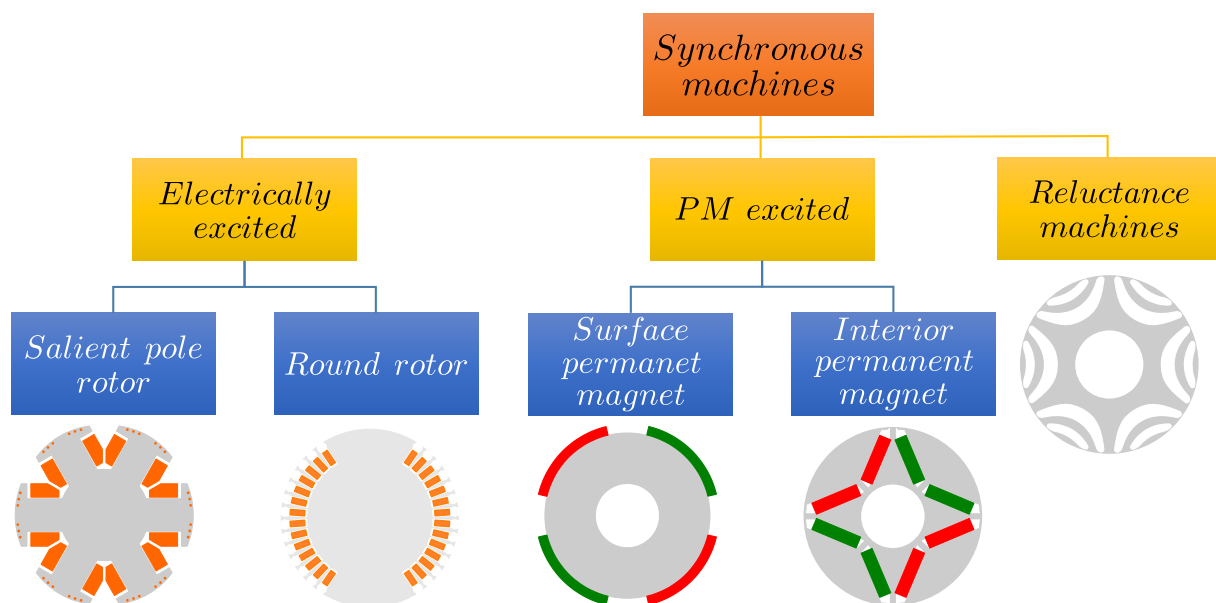 Synchronous
machines
Electrically
excited
PM excited
Reluctance
machines
Salient pole
rotor
Round rotor
Surface
permanet
magnet
Interior
permanent
magnet